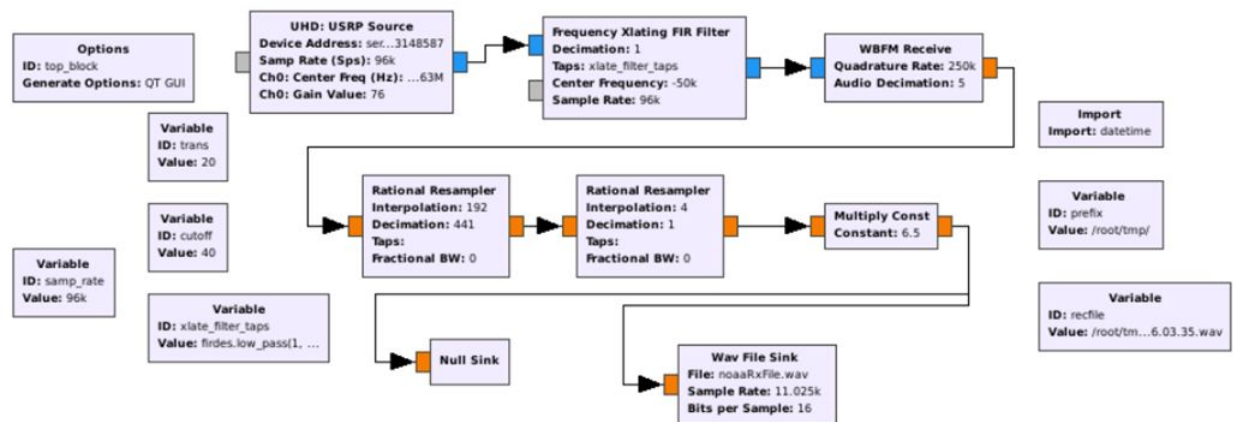 Options
ID: top_block
Generate Options: QT GUI
UHD: USRP Source
Device Address: ser...3148587
Samp Rate (Sps): 96k
Ch0: Center Freq (Hz): ...63M
Ch0: Gain Value: 76
Frequency Xlating FIR Filter
Decimation: 1
Taps: xlate_filter_taps
Center Frequency: -50k
Sample Rate: 96k
WBFM Receive
Quadrature Rate: 250k
Audio Decimation: 5
Variable
ID: trans
Value: 20
Import
Import: datetime
Variable
ID: cutoff
Value: 40
Rational Resampler
Interpolation: 192
Decimation: 441
Taps:
Fractional BW: 0
Rational Resampler
Interpolation: 4
Decimation: 1
Taps:
Fractional BW: 0
Multiply Const
Constant: 6.5
Variable
ID: prefix
Value: /root/tmp/
Variable
ID: samp_rate
Value: 96k
Variable
ID: xlate_filter_taps
Value: firdes.low_pass(1, ...
Null Sink
Wav File Sink
File: noaaRxFile.wav
Sample Rate: 11.025k
Bits per Sample: 16
Variable
ID: recfile
Value: /root/tm...6.03.35.wav